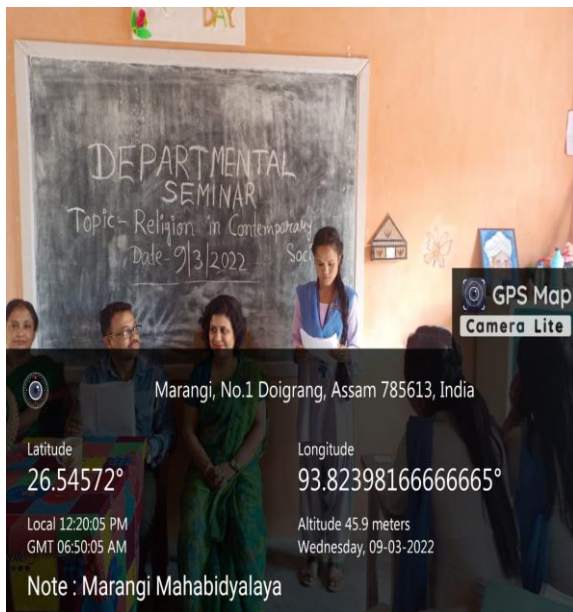 DAY
DEPARTMENTAL
SEMINAR
Topic - Religion in Contemporary
Soci
Date - 9/3/2022
GPS Map
Camera Lite
Marangi, No.1 Doigrang, Assam 785613, India
Latitude
26.54572°
Longitude
93.82398166666665°
Local 12:20:05 PM
GMT 06:50:05 AM
Altitude 45.9 meters
Wednesday, 09-03-2022
Note : Marangi Mahabidyalaya